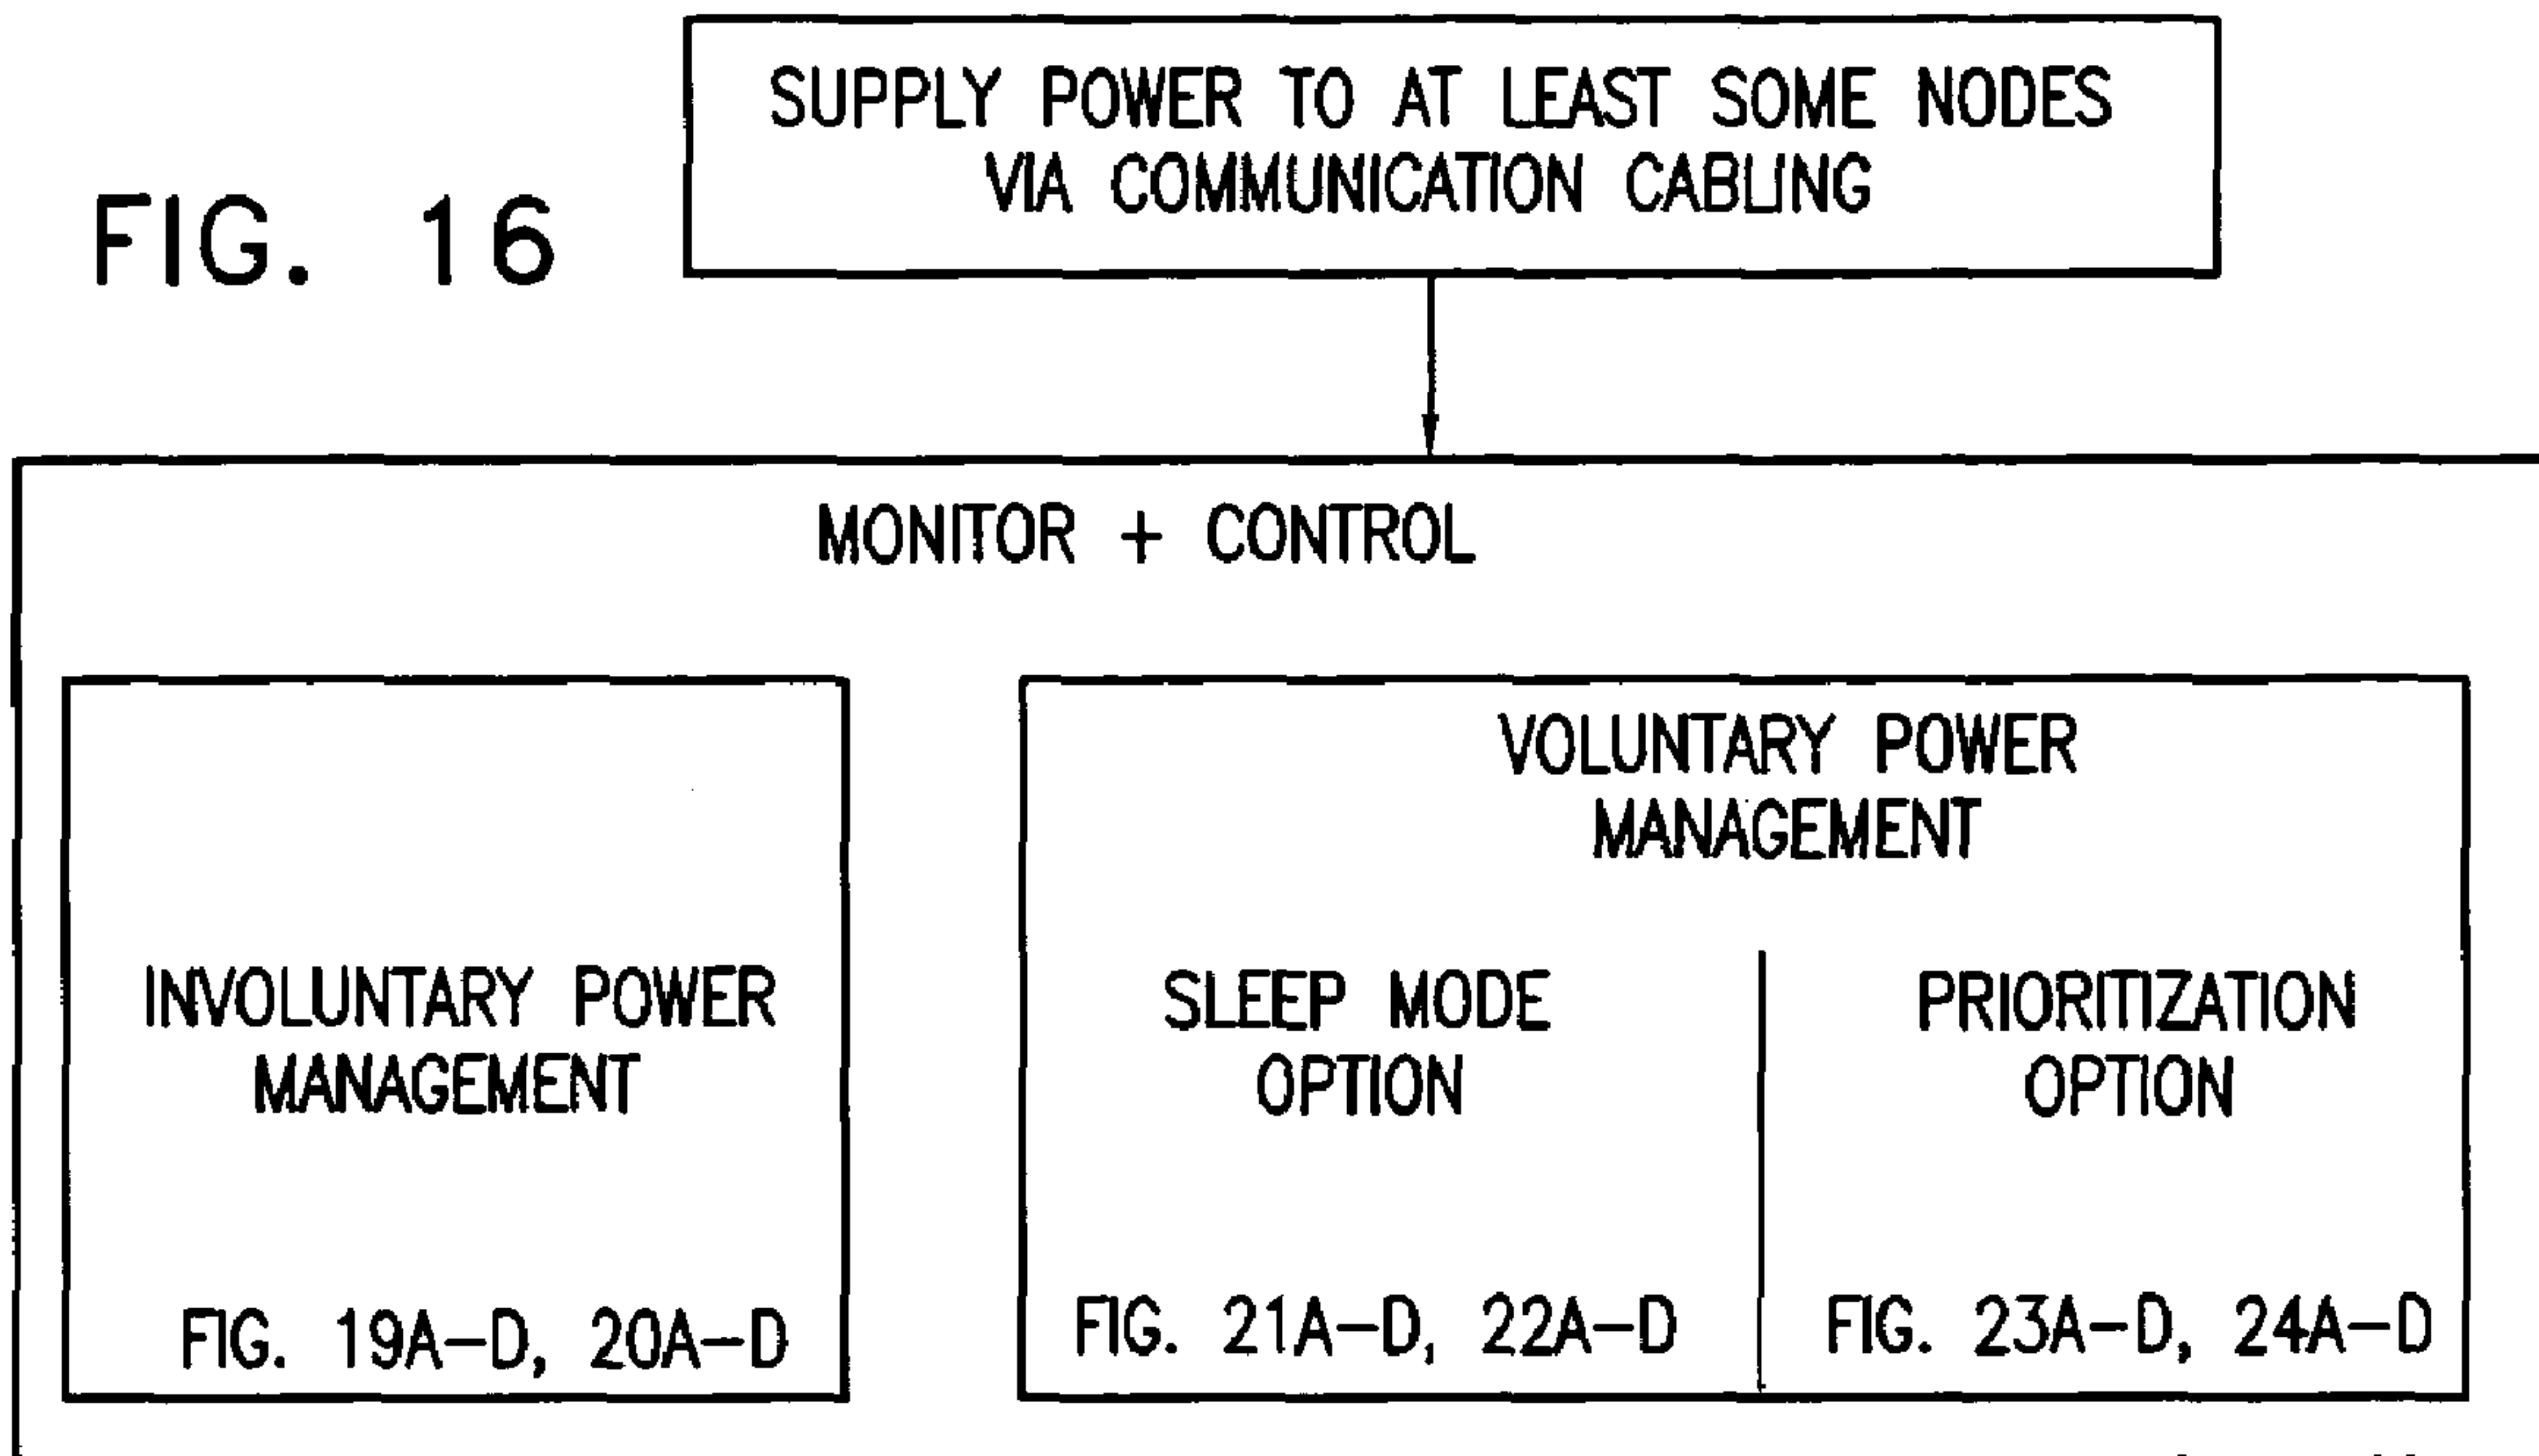 FIG. 16
SUPPLY POWER TO AT LEAST SOME NODES
VIA COMMUNICATION CABLING
MONITOR + CONTROL
INVOLUNTARY POWER
MANAGEMENT
FIG. 19A-D, 20A-D
VOLUNTARY POWER
MANAGEMENT
SLEEP MODE
OPTION
FIG. 21A-D, 22A-D
PRIORITIZATION
OPTION
FIG. 23A-D, 24A-D